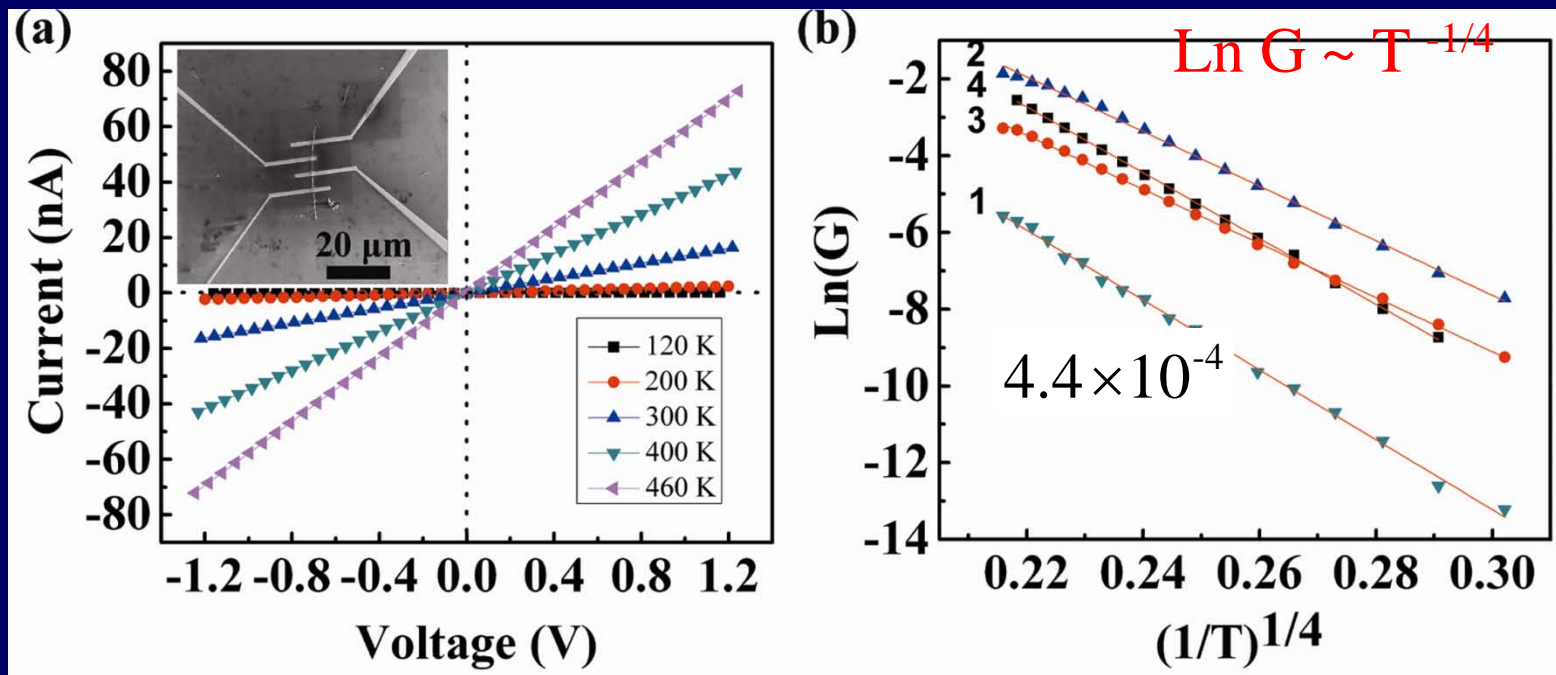 (a)
80
60
40
20
0
-20
-40
-60
-80
Current (nA)
20 μm
120 K
200 K
300 K
400 K
460 K
-1.2 -0.8 -0.4 0.0 0.4 0.8 1.2
Voltage (V)
(b)
Ln G ~ T -1/4
2
4
3
1
-2
-4
-6
-8
-10
-12
-14
Ln(G)
4.4×10-4
0.22 0.24 0.26 0.28 0.30
(1/T)1/4